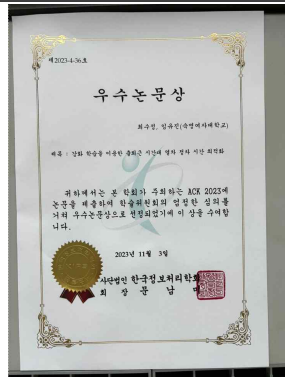 제2023-4-36호
우수논문상
최수정, 임유진(숙명여자대학교)
제목 : 강화 학습을 이용한 출퇴근 시간대 열차 정차 시간 최적화
귀하께서는 본 학회가 주최하는 ACK 2023에
논문을 제출하여 학술위원회의 엄정한 심의를
거쳐 우수논문상으로 선정되었기에 이 상을 수여합
니다.
2023년 11월 3일
사단법인 한국정보처리학회
회 장 문 남